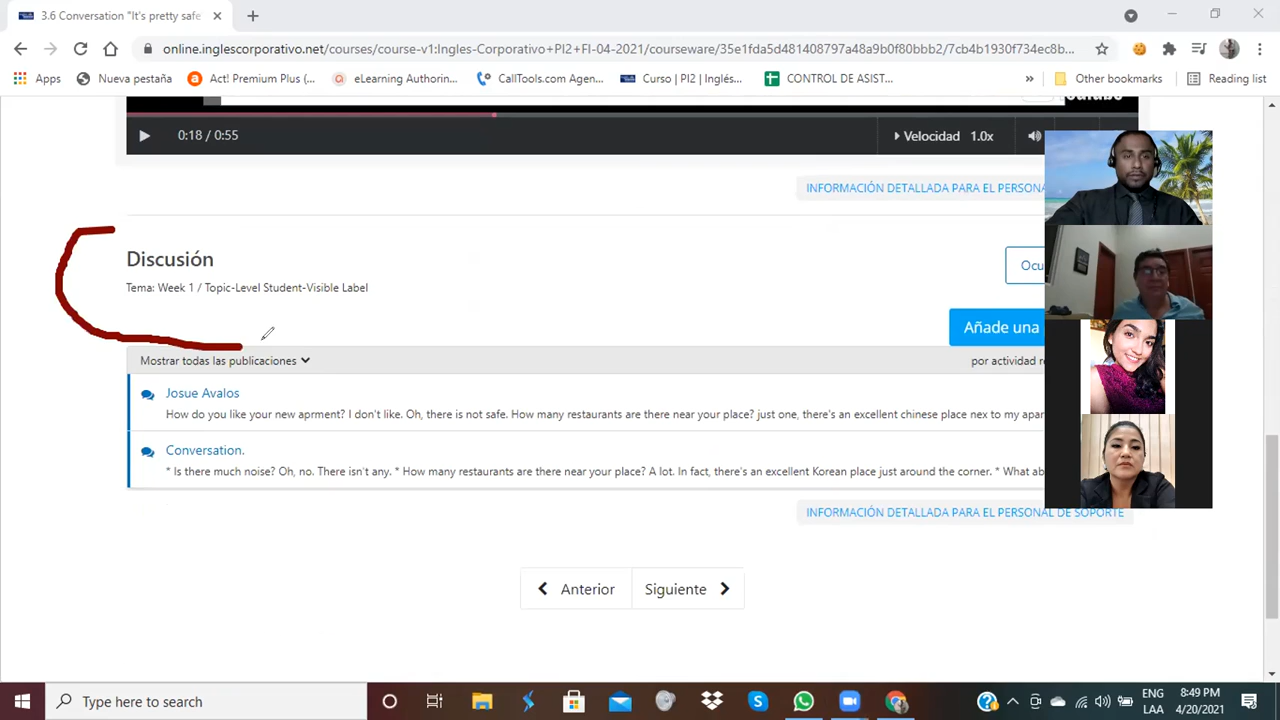 3.6 Conversation "It's pretty safe
online.inglescorporativo.net/courses/course-v1:Ingles-Corporativo+PI2+FI-04-2021/courseware/35e1fda5d481408797a48a9b0f80bbb2/7cb4b1930f734ec8b...
Apps Nueva pestaña Act! Premium Plus (... eLearning Authorin... CallTools.com Agen... Curso | PI2 | Inglés... CONTROL DE ASIST... » Other bookmarks Reading list
0:18 / 0:55 Velocidad 1.0x
INFORMACIÓN DETALLADA PARA EL PERSONA
Discusión
Ocu
Tema: Week 1 / Topic-Level Student-Visible Label
Añade una
Mostrar todas las publicaciones por actividad re
Josue Avalos
How do you like your new aprment? I don't like. Oh, there is not safe. How many restaurants are there near your place? just one, there's an excellent chinese place nex to my apar
Conversation.
* Is there much noise? Oh, no. There isn't any. * How many restaurants are there near your place? A lot. In fact, there's an excellent Korean place just around the corner. * What ab
INFORMACIÓN DETALLADA PARA EL PERSONAL DE SOPORTE
Anterior Siguiente
Type here to search
ENG 8:49 PM
LAA 4/20/2021